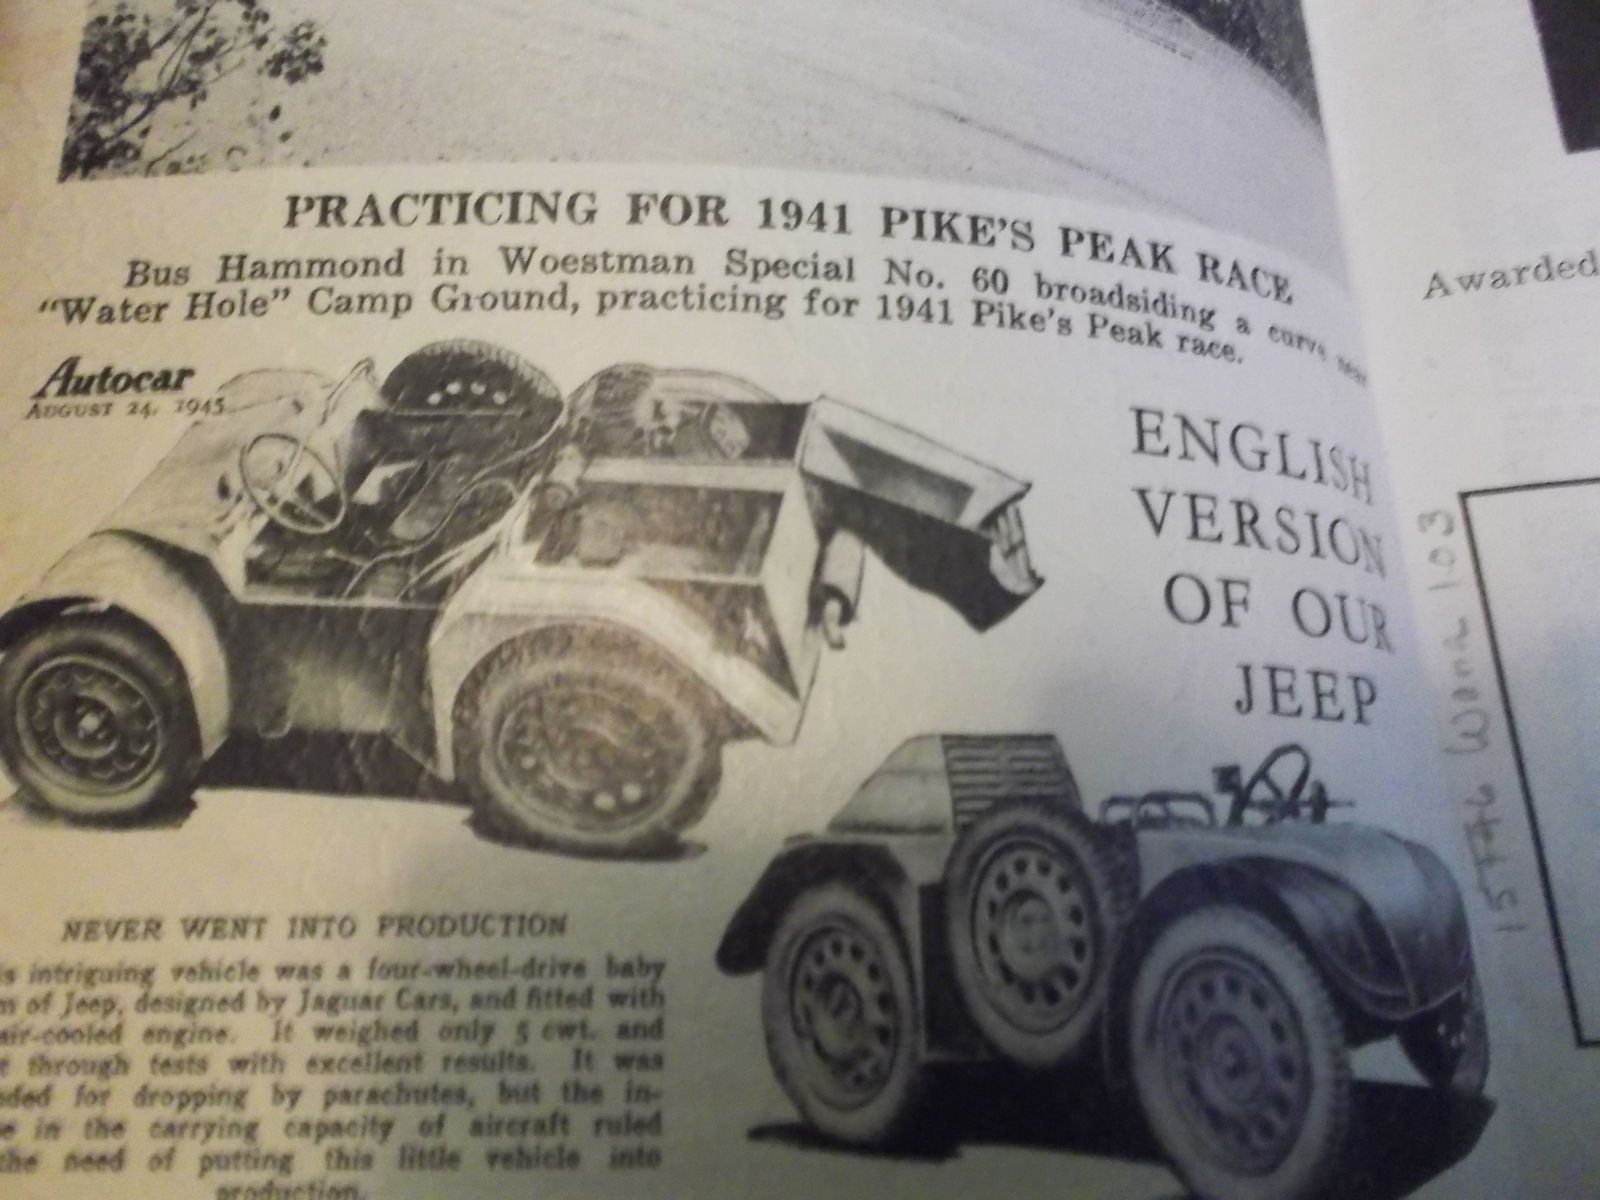 PRACTICING FOR 1941 PIKE'S PEAK RACE
Bus Hammond in Woestman Special No. 60 broadsiding a curve near
"Water Hole" Camp Ground, practicing for 1941 Pike's Peak race.
Autocar
AUGUST 24, 1945
ENGLISH
VERSION
OF OUR
JEEP
NEVER WENT INTO PRODUCTION
s intriguing vehicle was a four-wheel-drive baby
of Jeep, designed by Jaguar Cars, and fitted with
air-cooled engine. It weighed only 5 cwt. and
through tests with excellent results. It was
ded for dropping by parachutes, but the in-
e in the carrying capacity of aircraft ruled
the need of putting this little vehicle into
production.
Awarded
103